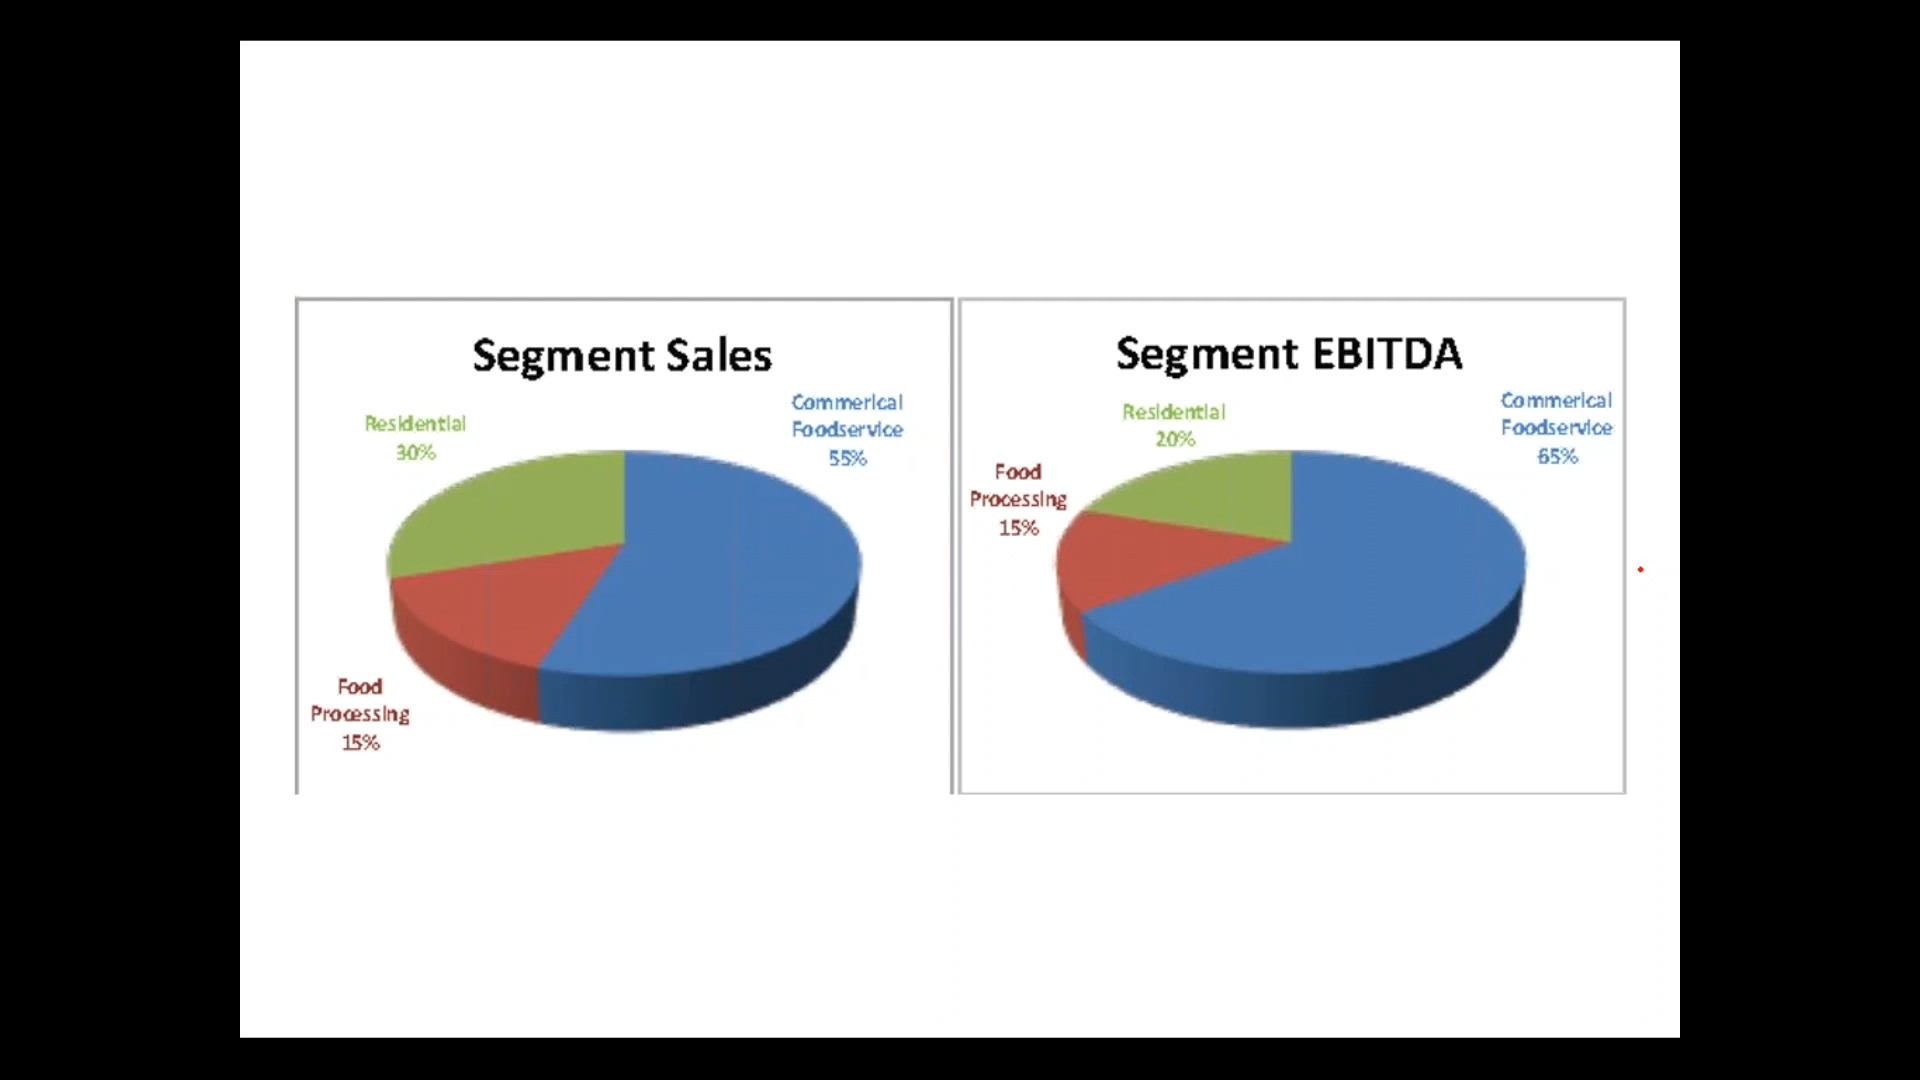 Segment Sales
Residential
30%
Commerical
Foodservice
55%
Food
Processing
15%
Segment EBITDA
Residential
20%
Commerical
Foodservice
65%
Food
Processing
15%